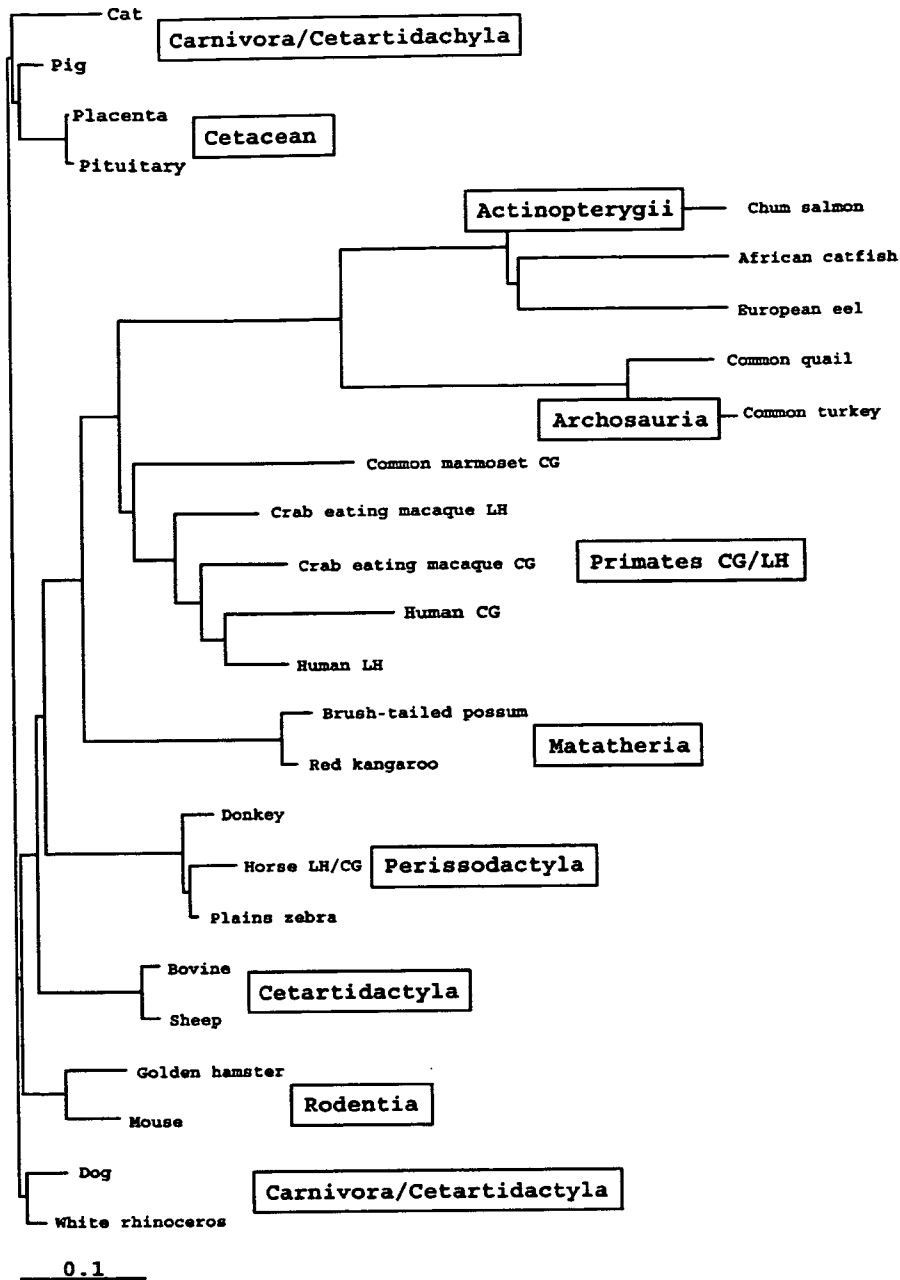 Cat
Carnivora/Cetartidachyla
Pig
Placenta
Cetacean
Pituitary
Actinopterygii
Chum salmon
African catfish
European eel
Common quail
Archosauria
Common turkey
Common marmoset CG
Crab eating macaque LH
Crab eating macaque CG
Primates CG/LH
Human CG
Human LH
Brush-tailed possum
Matatheria
Red kangaroo
Donkey
Horse LH/CG
Perissodactyla
Plains zebra
Bovine
Cetartidactyla
Sheep
Golden hamster
Rodentia
Mouse
Dog
Carnivora/Cetartidactyla
White rhinoceros
0.1